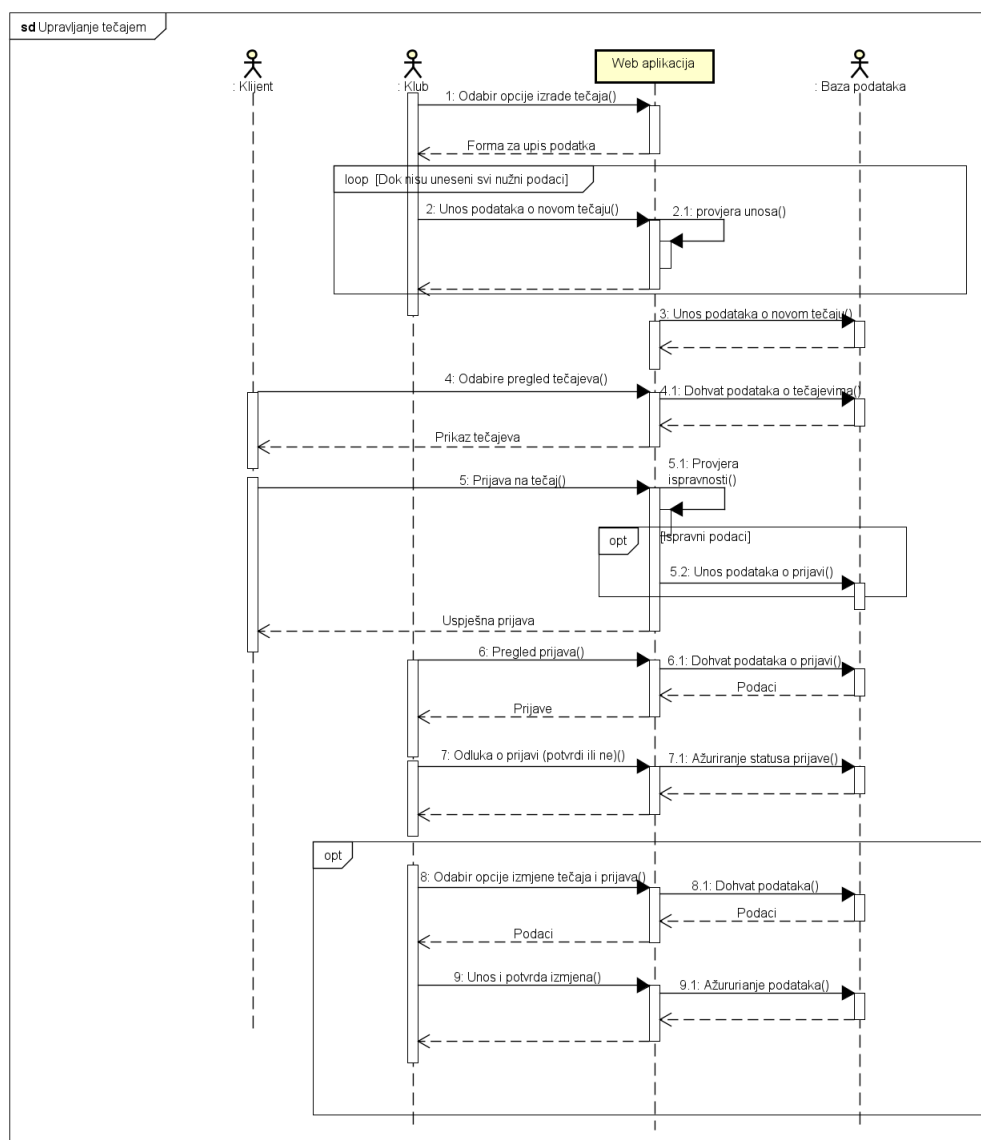 sd Upravljanje tečajem
: Klijent
: Klub
Web aplikacija
: Baza podataka
1: Odabir opcije izrade tečaja()
Forma za upis podatka
loop [Dok nisu uneseni svi nužni podaci]
2: Unos podataka o novom tečaju()
2.1: provjera unosa()
3: Unos podataka o novom tečaju()
4: Odabire pregled tečajeva()
4.1: Dohvat podataka o tečajevima()
Prikaz tečajeva
5: Prijava na tečaj()
5.1: Provjera
ispravnosti()
opt [Ispravni podaci]
5.2: Unos podataka o prijavi()
Uspješna prijava
6: Pregled prijava()
6.1: Dohvat podataka o prijavi()
Podaci
Prijave
7: Odluka o prijavi (potvrdi ili ne)()
7.1: Ažuriranje statusa prijave()
opt
8: Odabir opcije izmjene tečaja i prijava()
8.1: Dohvat podataka()
Podaci
Podaci
9: Unos i potvrda izmjena()
9.1: Ažururianje podataka()